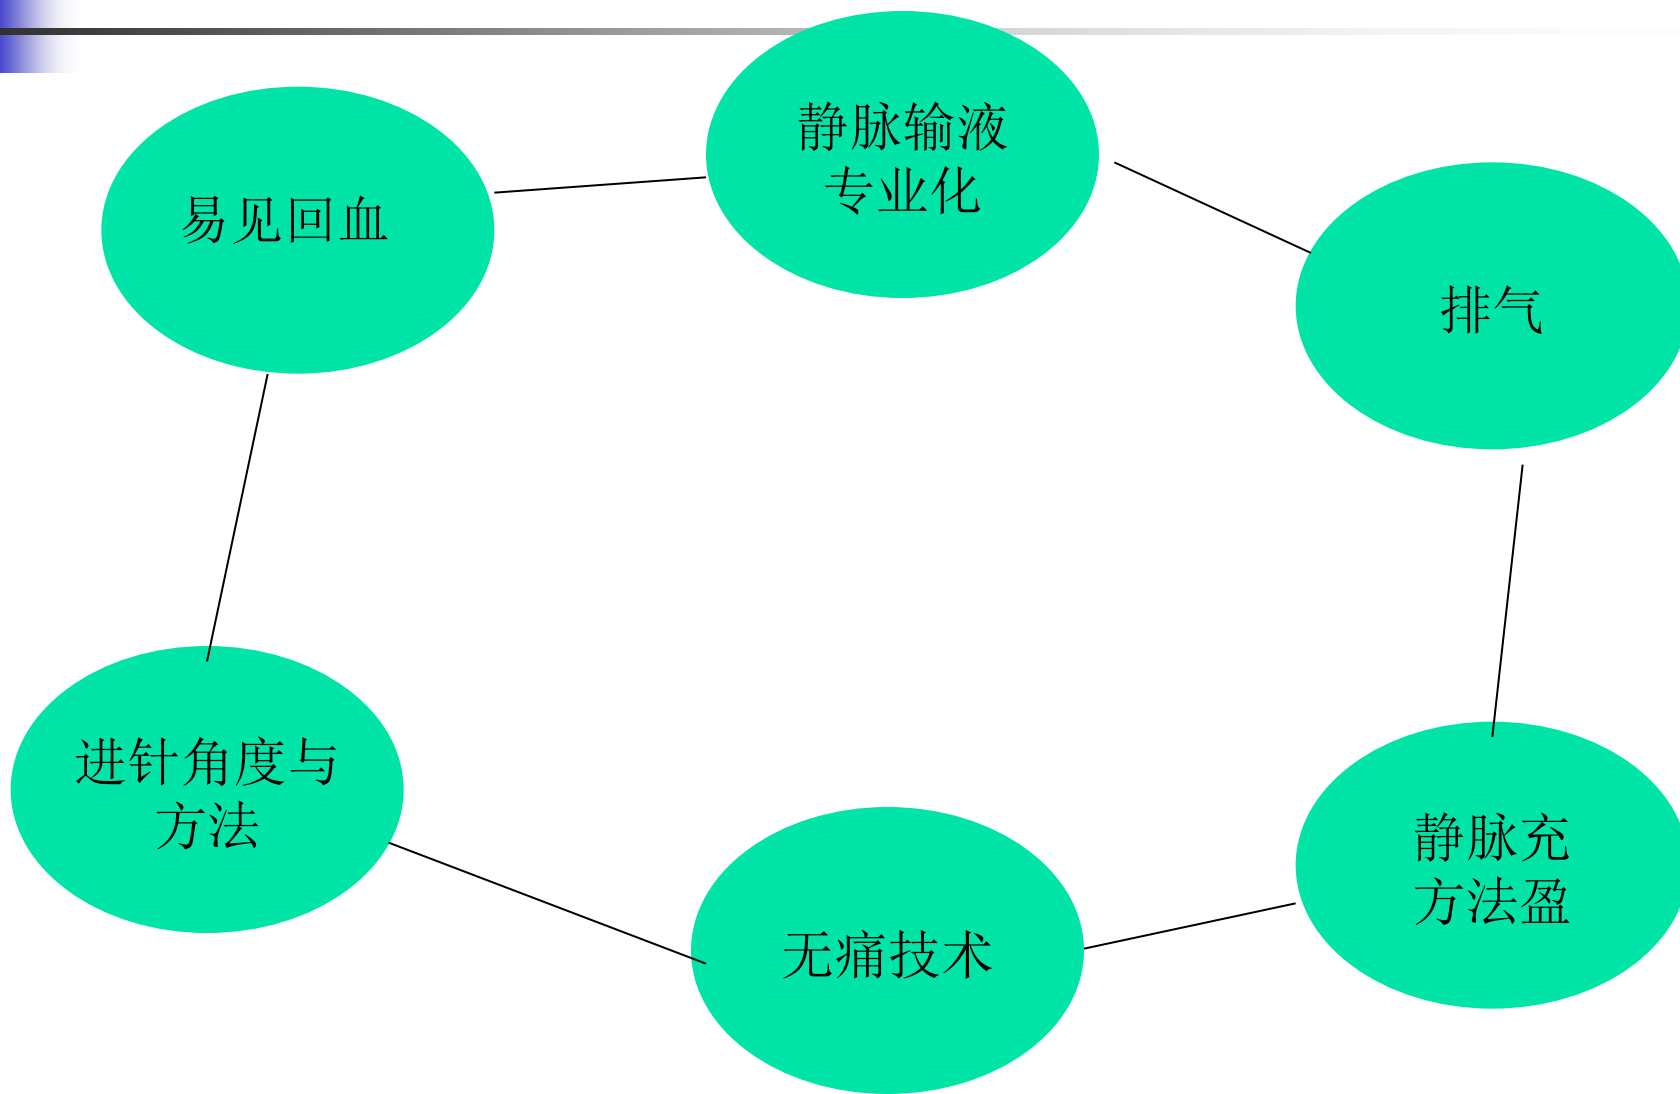 静脉输液
专业化
易见回血
排气
进针角度与
方法
静脉充
方法盈
无痛技术